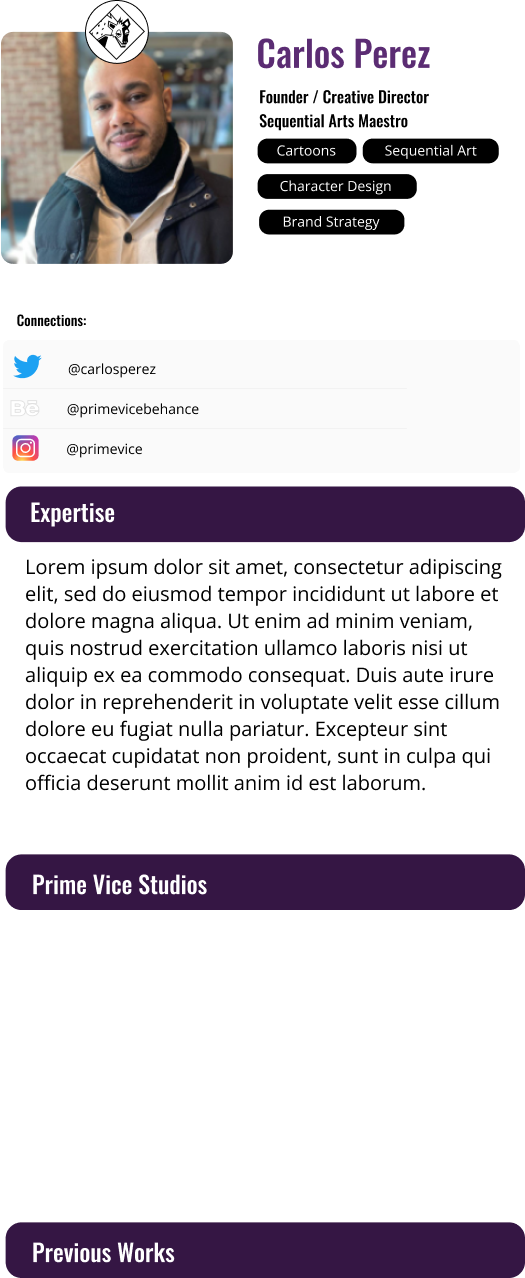 Carlos Perez
Founder / Creative Director
Sequential Arts Maestro
Cartoons
Sequential Art
Character Design
Brand Strategy
Connections:
@carlosperez
Bē
@primevicebehance
@primevice
Expertise
Lorem ipsum dolor sit amet, consectetur adipiscing
elit, sed do eiusmod tempor incididunt ut labore et
dolore magna aliqua. Ut enim ad minim veniam,
quis nostrud exercitation ullamco laboris nisi ut
aliquip ex ea commodo consequat. Duis aute irure
dolor in reprehenderit in voluptate velit esse cillum
dolore eu fugiat nulla pariatur. Excepteur sint
occaecat cupidatat non proident, sunt in culpa qui
officia deserunt mollit anim id est laborum.
Prime Vice Studios
Previous Works